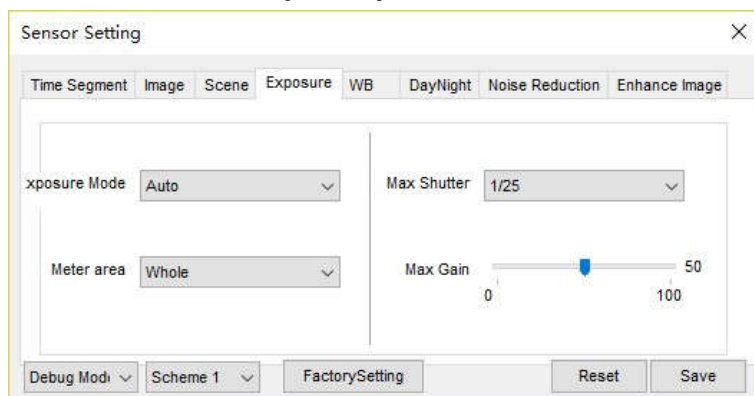 Sensor Setting
Time Segment Image Scene Exposure WB DayNight Noise Reduction Enhance Image
xposure Mode Auto Max Shutter 1/25
Meter area Whole Max Gain 50
0 100
Debug Mod Scheme 1 FactorySetting Reset Save